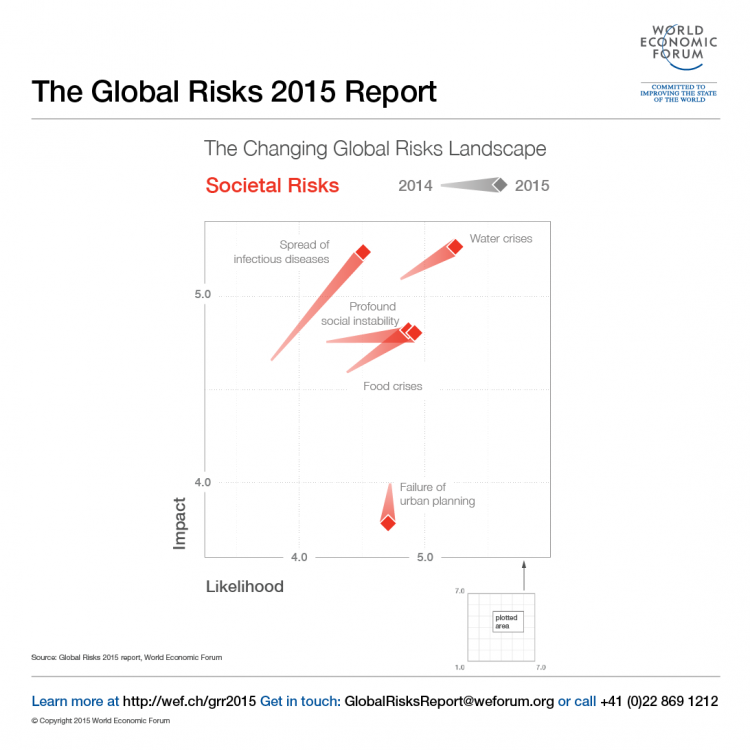 WORLD
ECONOMIC
FORUM
COMMITTED TO
IMPROVING THE STATE
OF THE WORLD
The Global Risks 2015 Report
The Changing Global Risks Landscape
Societal Risks
2014 2015
Spread of
infectious diseases
Water crises
5.0
Profound
social instability
Food crises
4.0
Failure of
urban planning
Impact
4.0 5.0
Likelihood
7.0
plotted
area
1.0 7.0
Source: Global Risks 2015 report, World Economic Forum
Learn more at http://wef.ch/grr2015 Get in touch: GlobalRisksReport@weforum.org or call +41 (0)22 869 1212
© Copyright 2015 World Economic Forum